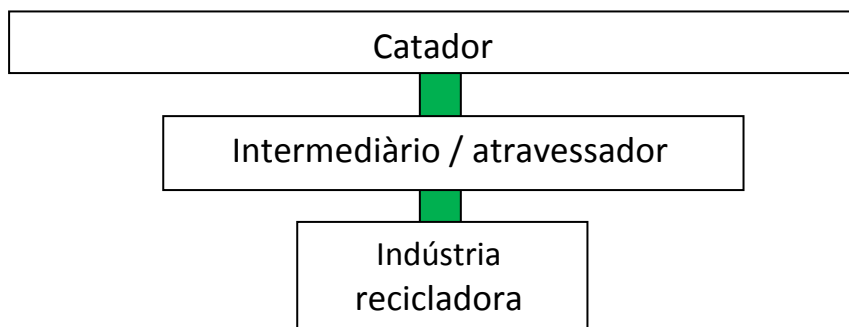 Catador
Intermediàrio / atravessador
Indústria
recicladora